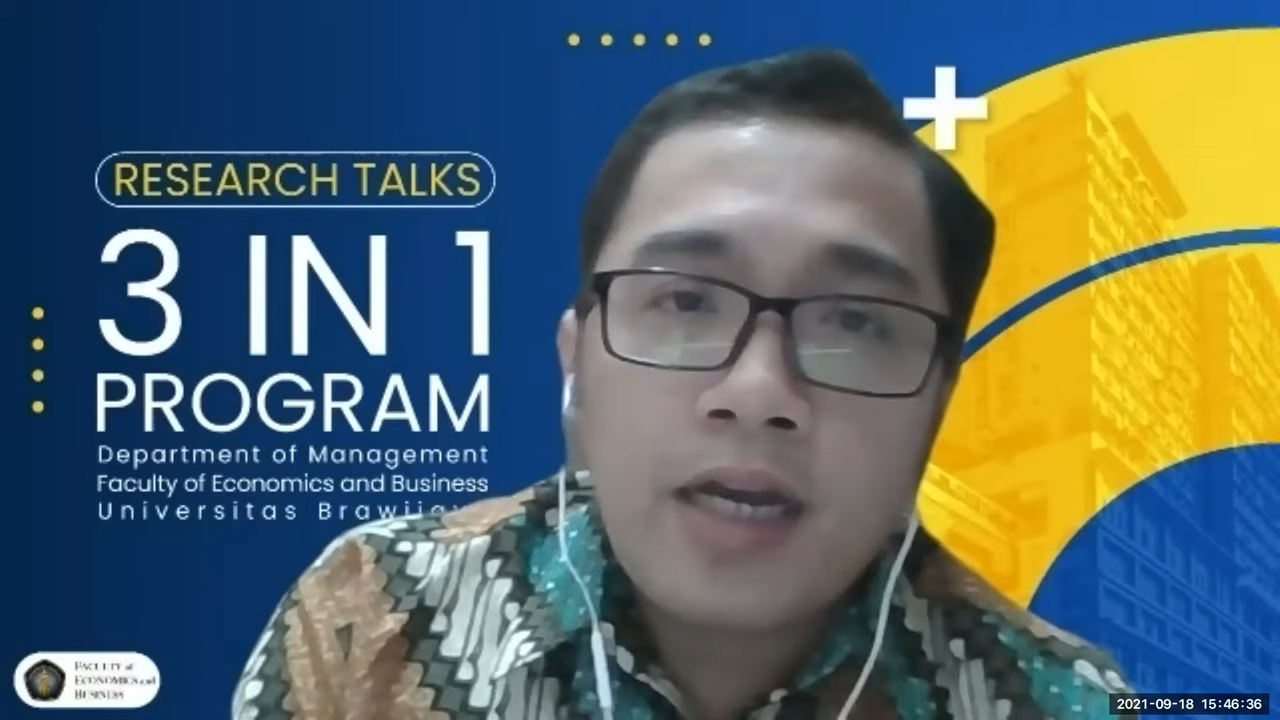 RESEARCH TALKS
3 IN 1
PROGRAM
Department of Management
Faculty of Economics and Business
Universitas
FACULTY of
ECONOMICS and
BUSINESS
2021-09-18 15:46:36